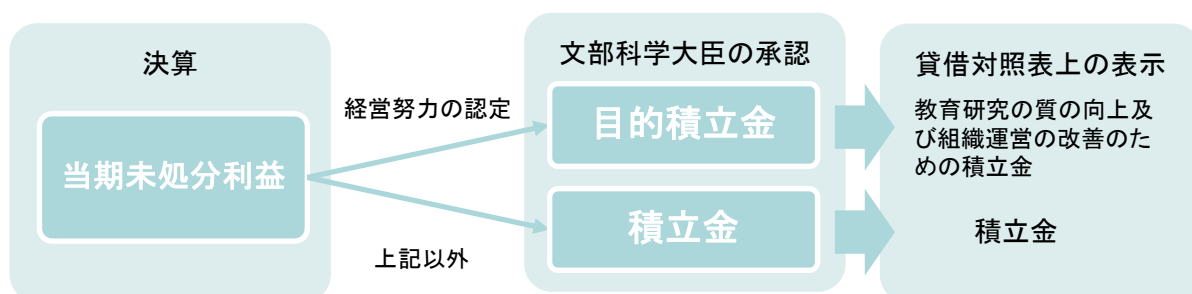 決算
当期未処分利益
経営努力の認定
上記以外
文部科学大臣の承認
目的積立金
積立金
貸借対照表上の表示
教育研究の質の向上及
び組織運営の改善のた
めの積立金
積立金